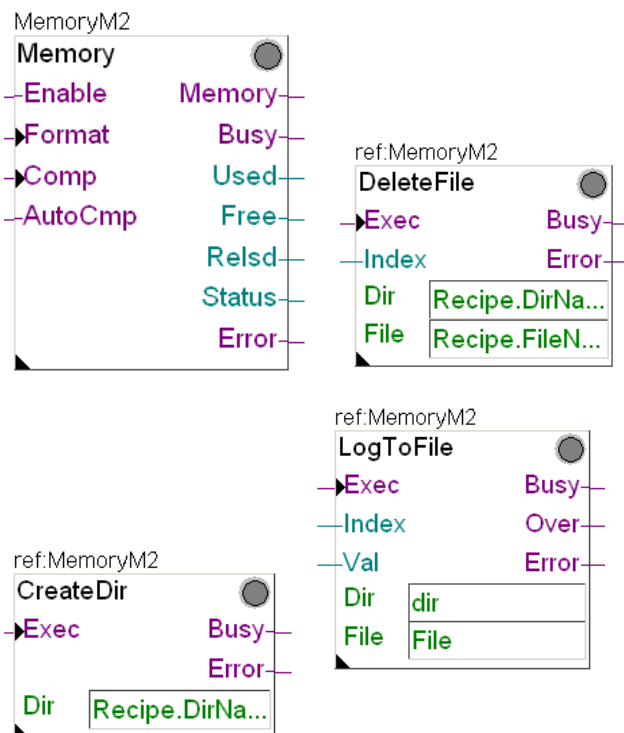 MemoryM2
Memory
Enable Memory
Format Busy
Comp Used
AutoCmp Free
Relsd
Status
Error
ref:MemoryM2
DeleteFile
Exec Busy
Index Error
Dir Recipe.DirNa...
File Recipe.FileN...
ref:MemoryM2
LogToFile
Exec Busy
Index Over
Val Error
Dir dir
File File
ref:MemoryM2
CreateDir
Exec Busy
Error
Dir Recipe.DirNa...